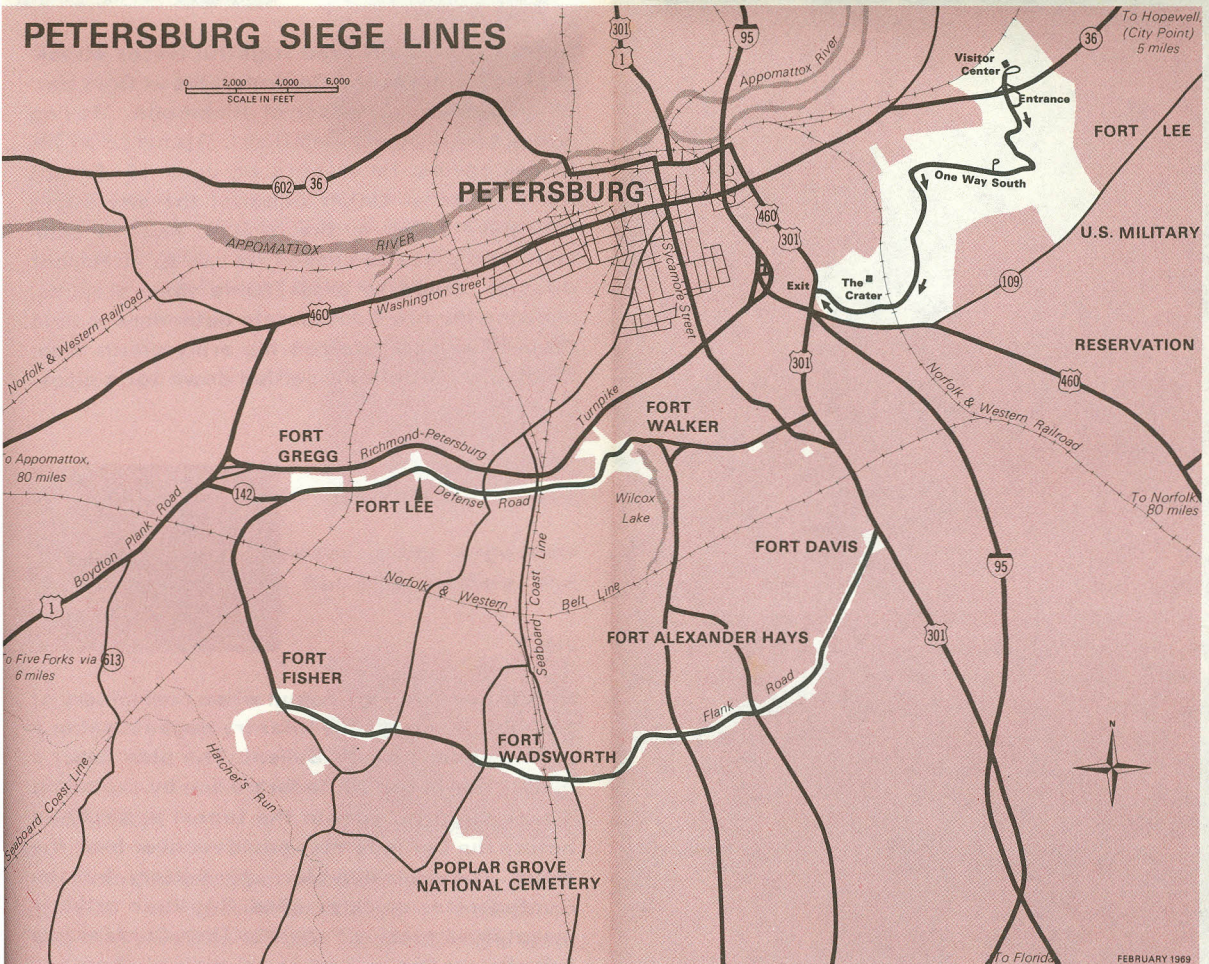 PETERSBURG SIEGE LINES
0 2,000 4,000 6,000
SCALE IN FEET
301
1
95
Appomattox River
To Hopewell,
(City Point)
5 miles
36
Visitor
Center
Entrance
FORT LEE
One Way South
602
36
PETERSBURG
460
301
U.S. MILITARY
APPOMATTOX RIVER
Sycamore Street
Exit
The
Crater
109
Norfolk & Western Railroad
460
Washington Street
RESERVATION
301
460
Norfolk & Western Railroad
Turnpike
FORT
WALKER
FORT
GREGG
Richmond-Petersburg
To Appomattox,
80 miles
142
FORT LEE
Defense Road
Wilcox
Lake
To Norfolk,
80 miles
Boydton Plank Road
Seaboard Coast Line
FORT DAVIS
95
1
Norfolk & Western Belt Line
301
FORT ALEXANDER HAYS
To Five Forks via 613
6 miles
FORT
FISHER
Flank Road
N
Hatcher's Run
FORT
WADSWORTH
Seaboard Coast Line
POPLAR GROVE
NATIONAL CEMETERY
To Florida
FEBRUARY 1969